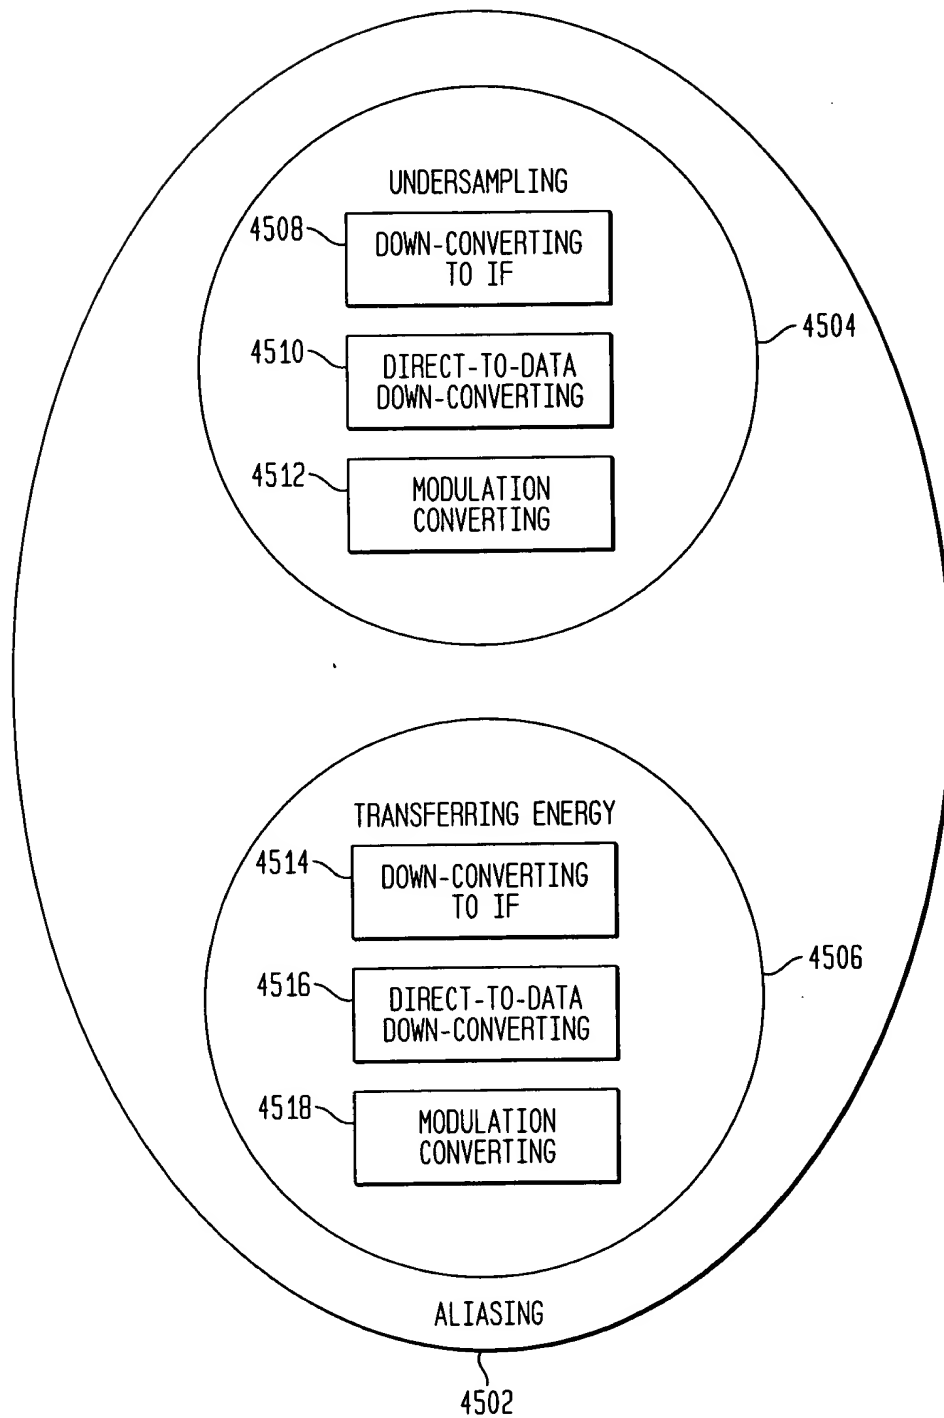 UNDERSAMPLING
4508
DOWN-CONVERTING
TO IF
4504
4510
DIRECT-TO-DATA
DOWN-CONVERTING
4512
MODULATION
CONVERTING
TRANSFERRING ENERGY
4514
DOWN-CONVERTING
TO IF
4506
4516
DIRECT-TO-DATA
DOWN-CONVERTING
4518
MODULATION
CONVERTING
ALIASING
4502